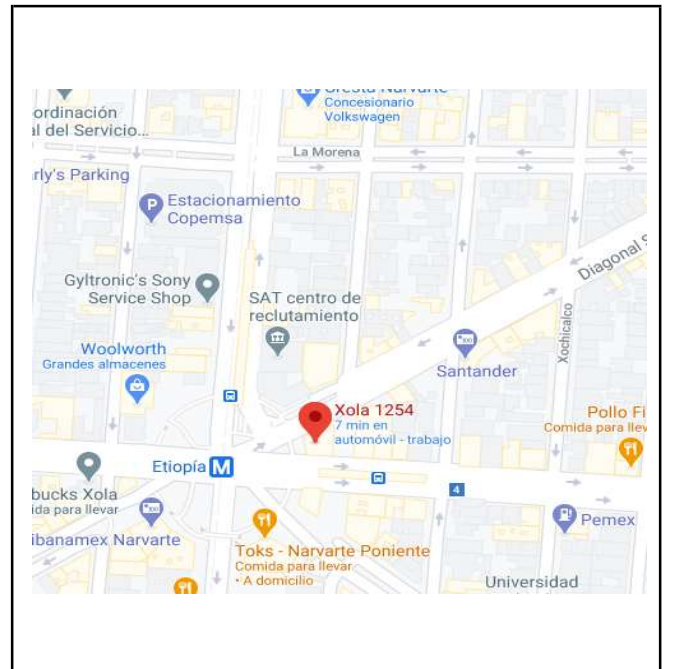 Cresta Narvarte
Concesionario
Volkswagen
ordinación
al del Servicio...
La Morena
rly's Parking
P
Estacionamiento
Copemsa
Diagonal S
Gyltronic's Sony
Service Shop
SAT centro de
reclutamiento
Xochicalco
Woolworth
Grandes almacenes
Santander
Xola 1254
7 min en
automóvil - trabajo
Pollo Fi
Comida para llev
Etiopía M
bucks Xola
ida para llevar
4
ibanamex Narvarte
Pemex
Toks - Narvarte Poniente
Comida para llevar
• A domicilio
Universidad